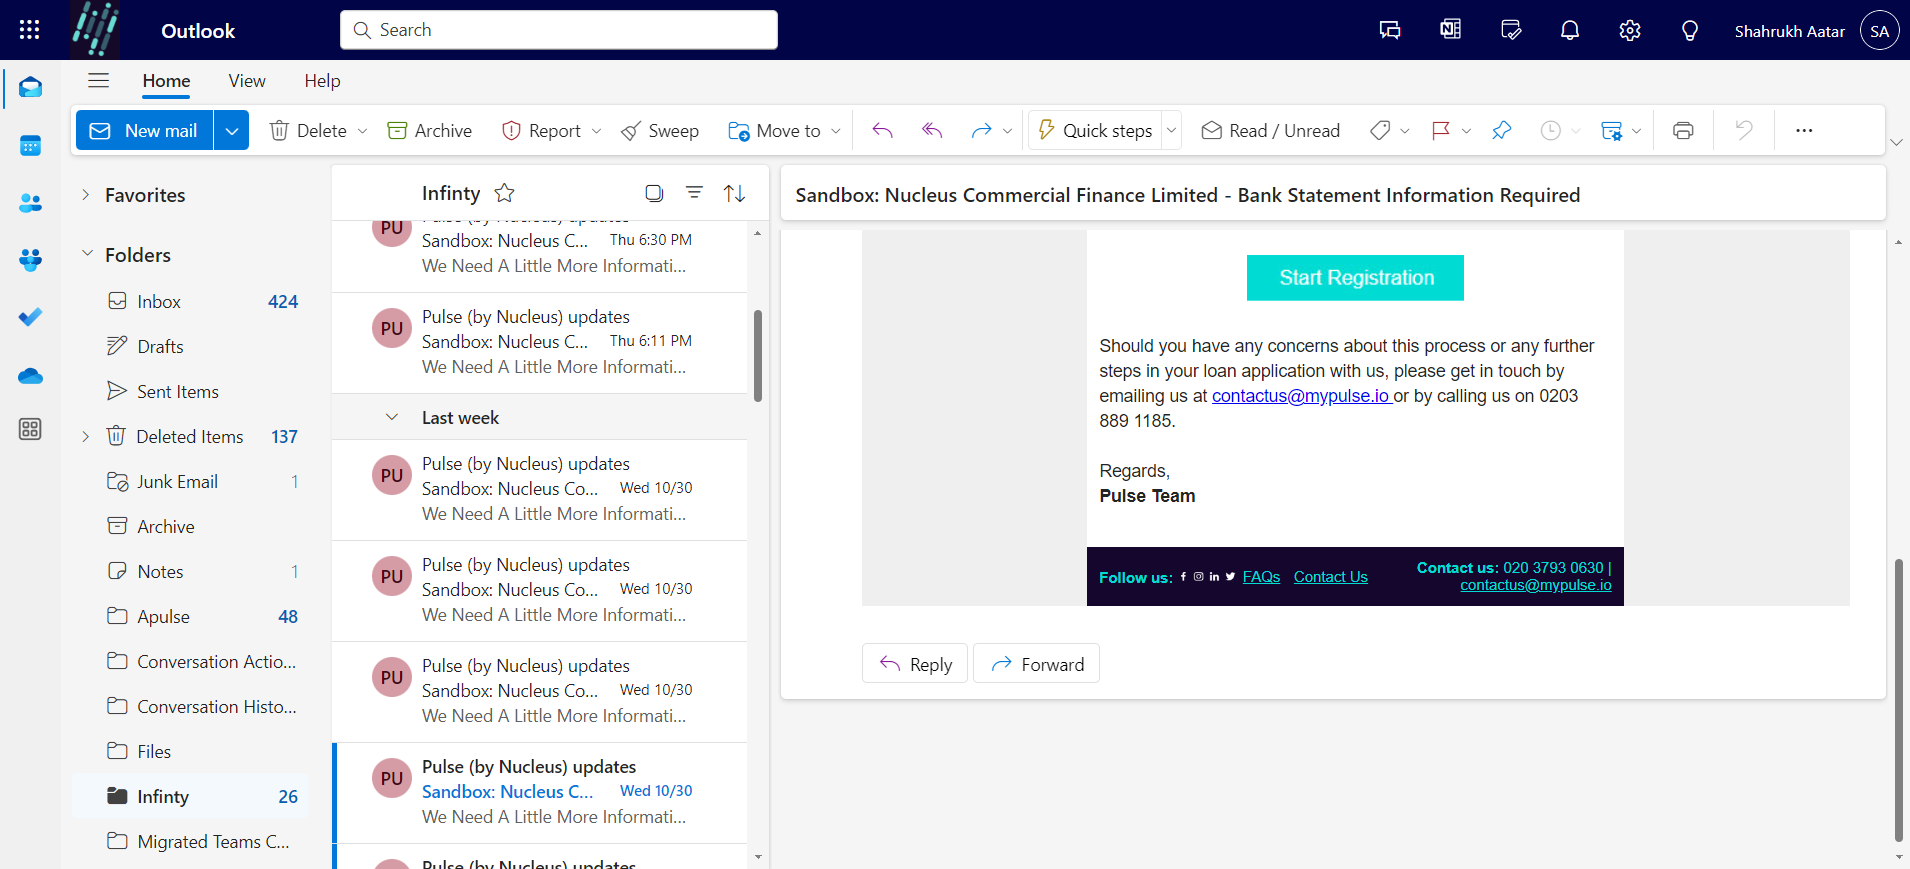 Outlook
Search
Shahrukh Aatar
SA
Home
View
Help
New mail
Delete
Archive
Report
Sweep
Move to
Quick steps
Read / Unread
Favorites
Folders
Inbox 424
Drafts
Sent Items
Deleted Items 137
Junk Email 1
Archive
Notes 1
Apulse 48
Conversation Actio...
Conversation Histo...
Files
Infinty 26
Migrated Teams C...
Infinty
PU
Pulse (by Nucleus) updates
Sandbox: Nucleus C... Thu 6:30 PM
We Need A Little More Informati...
PU
Pulse (by Nucleus) updates
Sandbox: Nucleus C... Thu 6:11 PM
We Need A Little More Informati...
Last week
PU
Pulse (by Nucleus) updates
Sandbox: Nucleus Co... Wed 10/30
We Need A Little More Informati...
PU
Pulse (by Nucleus) updates
Sandbox: Nucleus Co... Wed 10/30
We Need A Little More Informati...
PU
Pulse (by Nucleus) updates
Sandbox: Nucleus Co... Wed 10/30
We Need A Little More Informati...
PU
Pulse (by Nucleus) updates
Sandbox: Nucleus C... Wed 10/30
We Need A Little More Informati...
Pulse (by Nucleus) updates
Sandbox: Nucleus Commercial Finance Limited - Bank Statement Information Required
Start Registration
Should you have any concerns about this process or any further
steps in your loan application with us, please get in touch by
emailing us at contactus@mypulse.io or by calling us on 0203
889 1185.
Regards,
Pulse Team
Follow us: FAQs Contact Us
Contact us: 020 3793 0630 |
contactus@mypulse.io
Reply
Forward